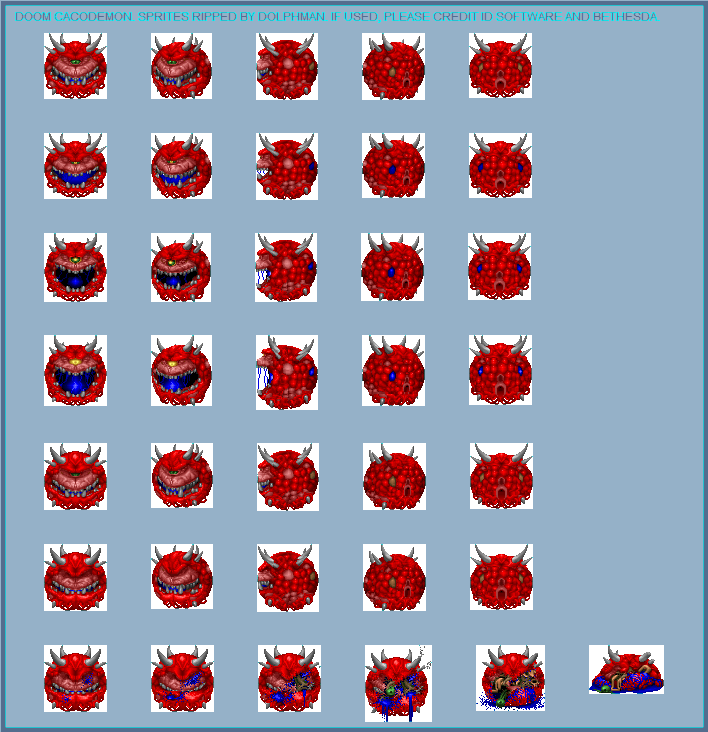 DOOM CACODEMON. SPRITES RIPPED BY DOLPHMAN. IF USED, PLEASE CREDIT ID SOFTWARE AND BETHESDA.